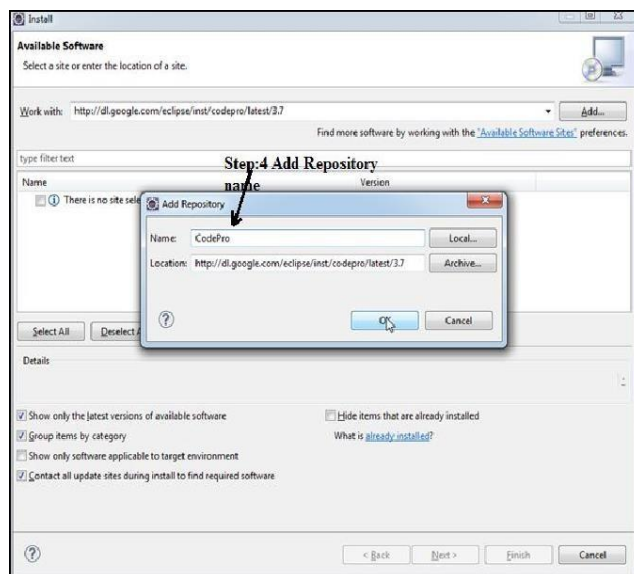 Install
Available Software
Select a site or enter the location of a site.
Work with: http://dl.google.com/eclipse/inst/codepro/latest/3.7 Add...
Find more software by working with the "Available Software Sites" preferences.
type filter text
Step:4 Add Repository
name
Name Version
There is no site sele
Add Repository
Name: CodePro Local...
Location: http://dl.google.com/eclipse/inst/codepro/latest/3.7 Archive...
OK Cancel
Select All Deselect A
Details
Show only the latest versions of available software Hide items that are already installed
Group items by category What is already installed?
Show only software applicable to target environment
Contact all update sites during install to find required software
< Back Next > Finish Cancel